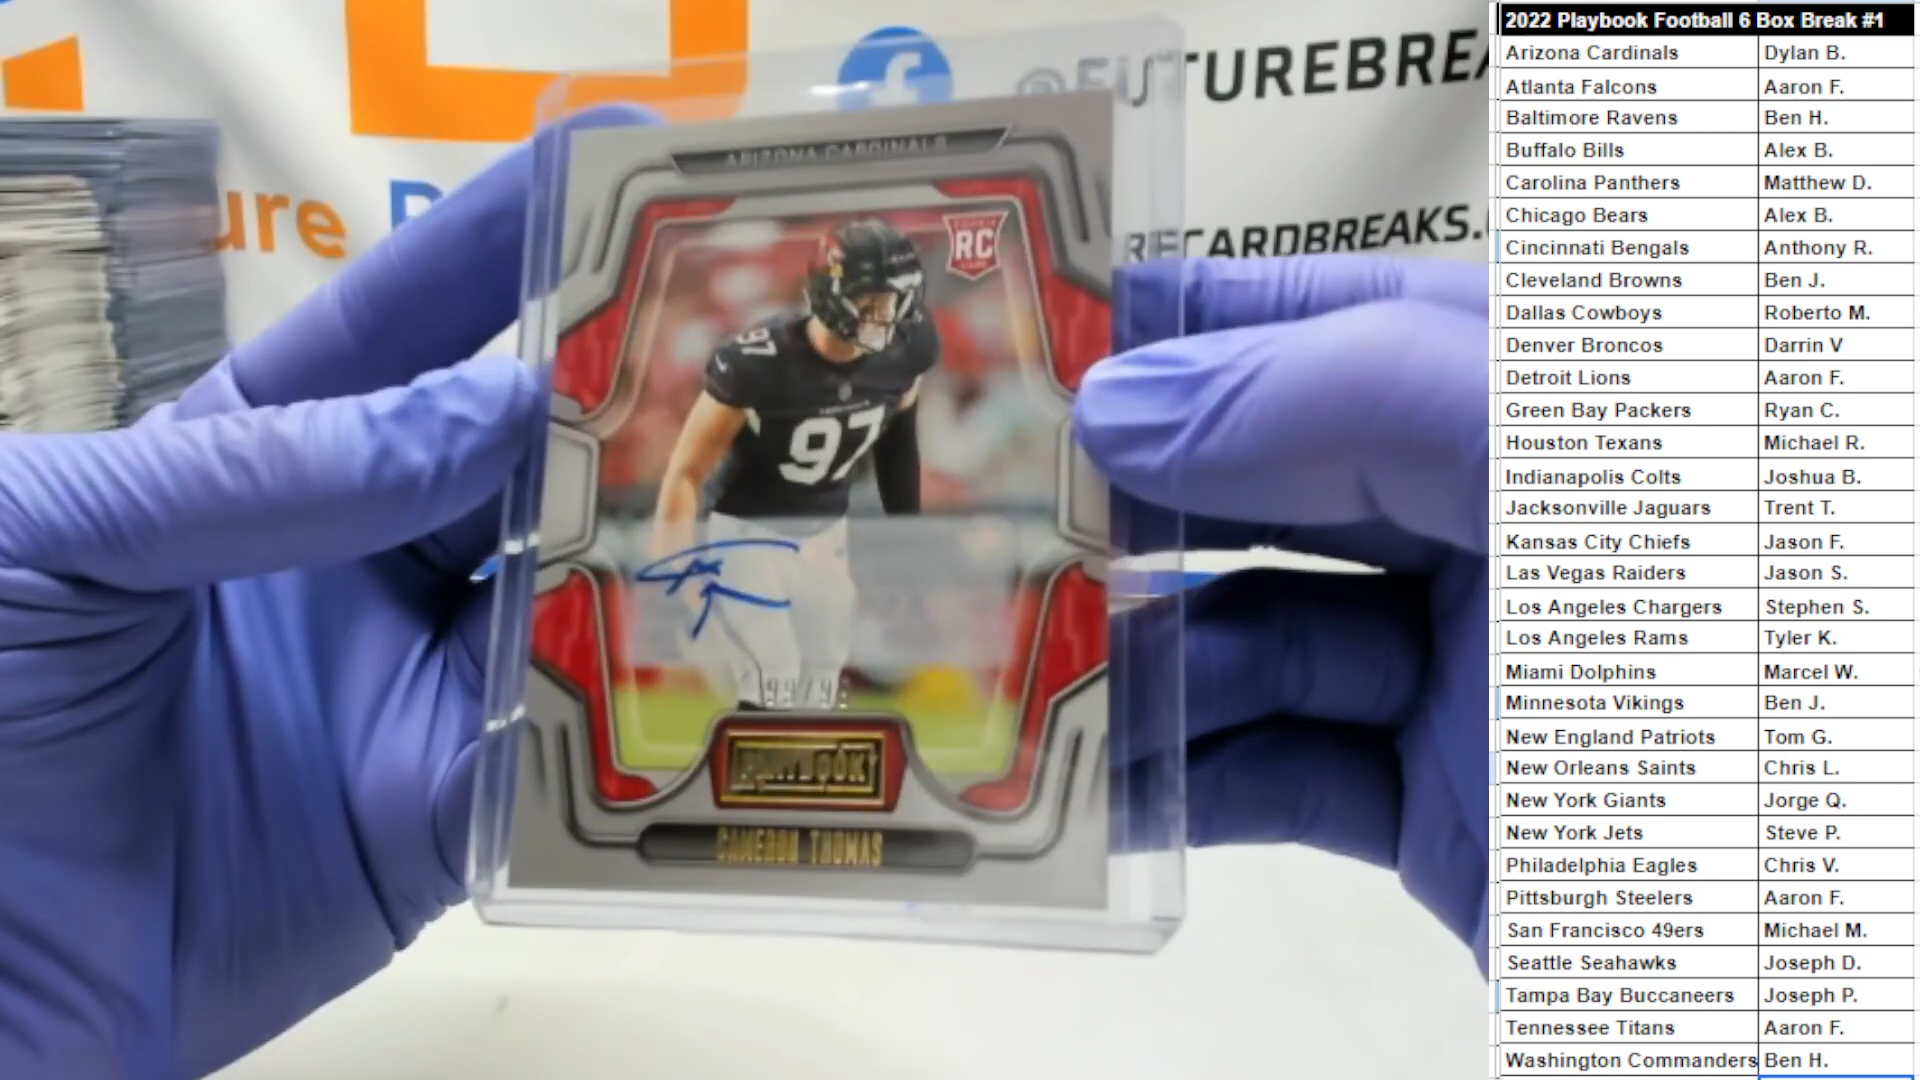 @FUTUREBREA
ure
RECARDBREAKS.
ARIZONA CARDINALS
ROOKIE
RC
97
97
PLAYBOOK
CAMERON THOMAS
2022 Playbook Football 6 Box Break #1
Arizona Cardinals Dylan B.
Atlanta Falcons Aaron F.
Baltimore Ravens Ben H.
Buffalo Bills Alex B.
Carolina Panthers Matthew D.
Chicago Bears Alex B.
Cincinnati Bengals Anthony R.
Cleveland Browns Ben J.
Dallas Cowboys Roberto M.
Denver Broncos Darrin V
Detroit Lions Aaron F.
Green Bay Packers Ryan C.
Houston Texans Michael R.
Indianapolis Colts Joshua B.
Jacksonville Jaguars Trent T.
Kansas City Chiefs Jason F.
Las Vegas Raiders Jason S.
Los Angeles Chargers Stephen S.
Los Angeles Rams Tyler K.
Miami Dolphins Marcel W.
Minnesota Vikings Ben J.
New England Patriots Tom G.
New Orleans Saints Chris L.
New York Giants Jorge Q.
New York Jets Steve P.
Philadelphia Eagles Chris V.
Pittsburgh Steelers Aaron F.
San Francisco 49ers Michael M.
Seattle Seahawks Joseph D.
Tampa Bay Buccaneers Joseph P.
Tennessee Titans Aaron F.
Washington Commanders Ben H.